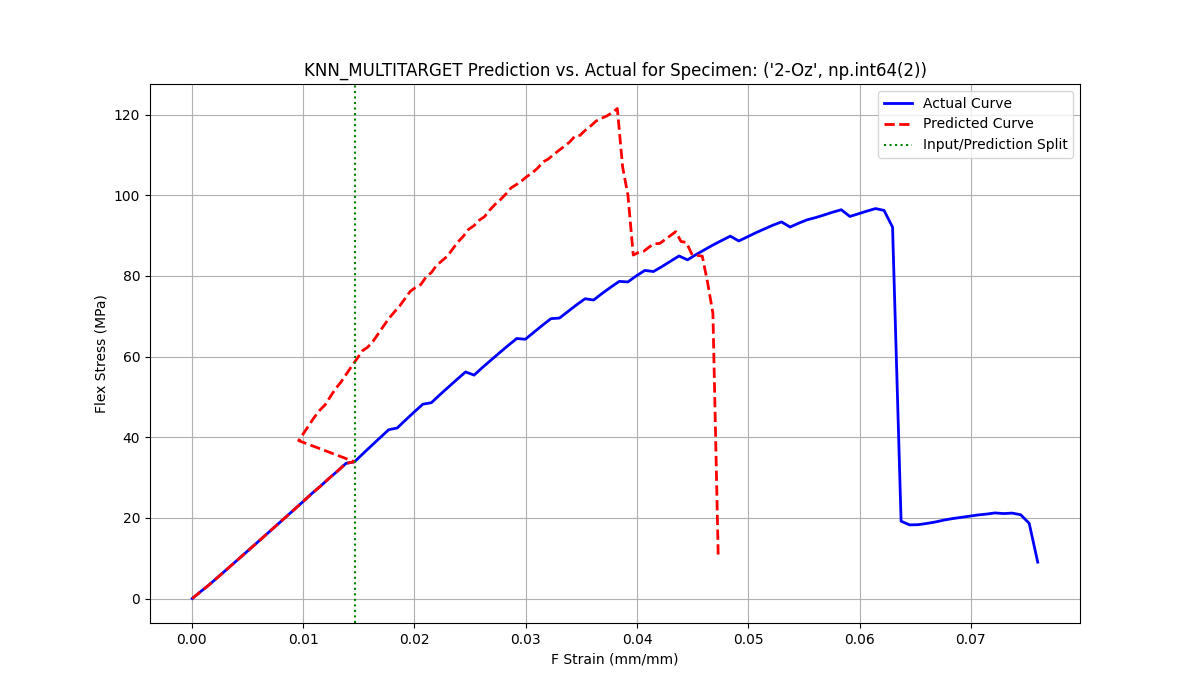 KNN_MULTITARGET Prediction vs. Actual for Specimen: ('2-Oz', np.int64(2))
Actual Curve
Predicted Curve
Input/Prediction Split
Flex Stress (MPa)
120
100
80
60
40
20
0
0.00 0.01 0.02 0.03 0.04 0.05 0.06 0.07
F Strain (mm/mm)